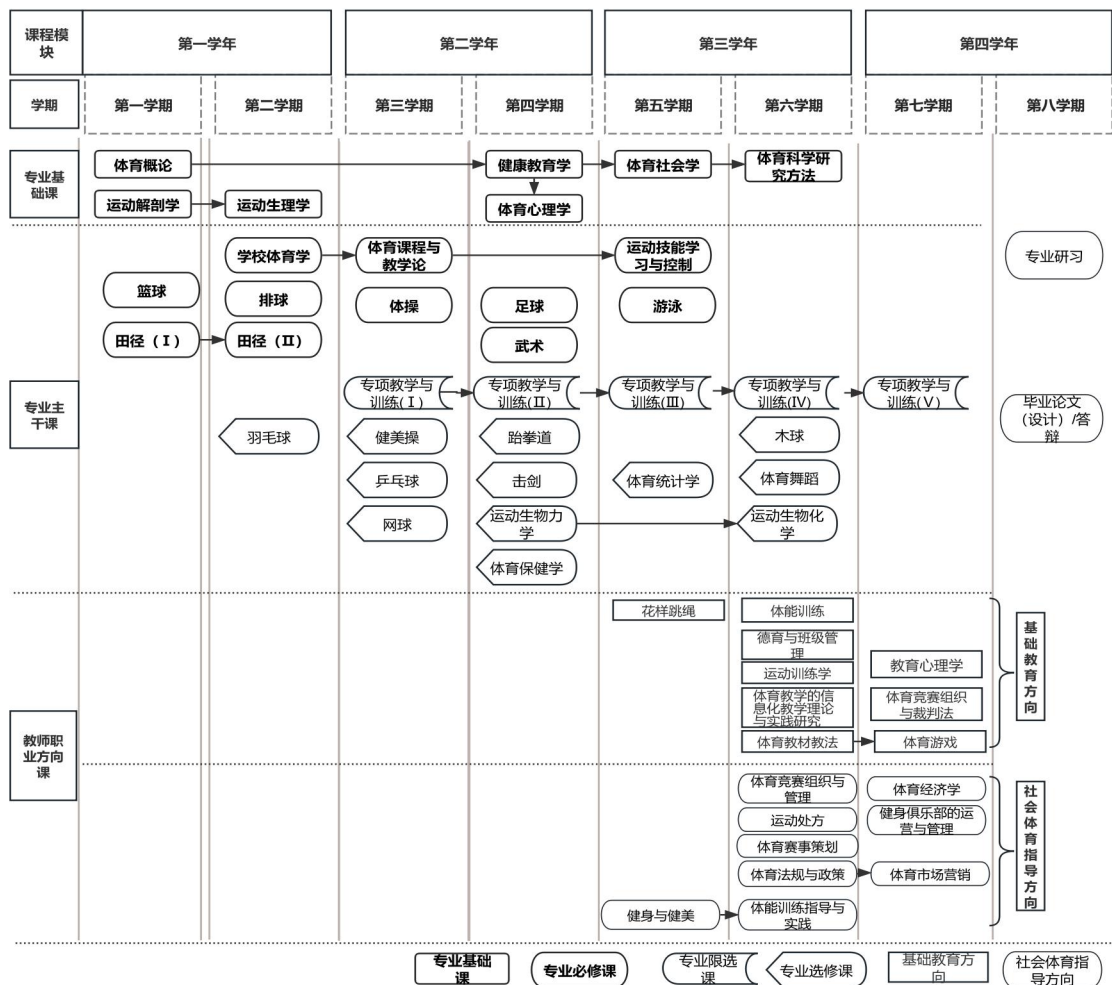 课程模
块
第一学年
第二学年
第三学年
第四学年
学期
第一学期
第二学期
第三学期
第四学期
第五学期
第六学期
第七学期
第八学期
专业基
础课
体育概论
健康教育学
体育社会学
体育科学研
究方法
运动解剖学
运动生理学
体育心理学
专业主
干课
学校体育学
体育课程与
教学论
运动技能学
习与控制
专业研习
篮球
排球
体操
足球
游泳
田径（Ⅰ）
田径（Ⅱ）
武术
专项教学与
训练(Ⅰ)
专项教学与
训练(Ⅱ)
专项教学与
训练(Ⅲ)
专项教学与
训练(Ⅳ)
专项教学与
训练(Ⅴ)
毕业论文
（设计）/答
辩
羽毛球
健美操
跆拳道
木球
乒乓球
击剑
体育统计学
体育舞蹈
网球
运动生物力
学
运动生物化
学
体育保健学
教师职
业方向
课
花样跳绳
体能训练
德育与班级管
理
运动训练学
体育教学的信
息化教学理论
与实践研究
体育教材教法
教育心理学
体育竞赛组织
与裁判法
体育游戏
基础教育方向
体育竞赛组织与
管理
运动处方
体育赛事策划
体育法规与政策
健身与健美
体能训练指导与
实践
体育经济学
健身俱乐部的运
营与管理
体育市场营销
社会体育指导方向
专业基础
课
专业必修课
专业限选
课
专业选修课
基础教育方
向
社会体育指
导方向